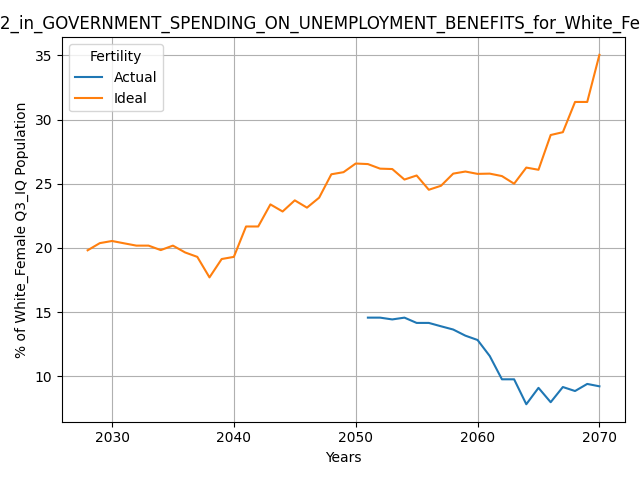 2_in_GOVERNMENT_SPENDING_ON_UNEMPLOYMENT_BENEFITS_for_White_Fe
Fertility
Actual
Ideal
% of White_Female Q3_IQ Population
35
30
25
20
15
10
2030 2040 2050 2060 2070
Years